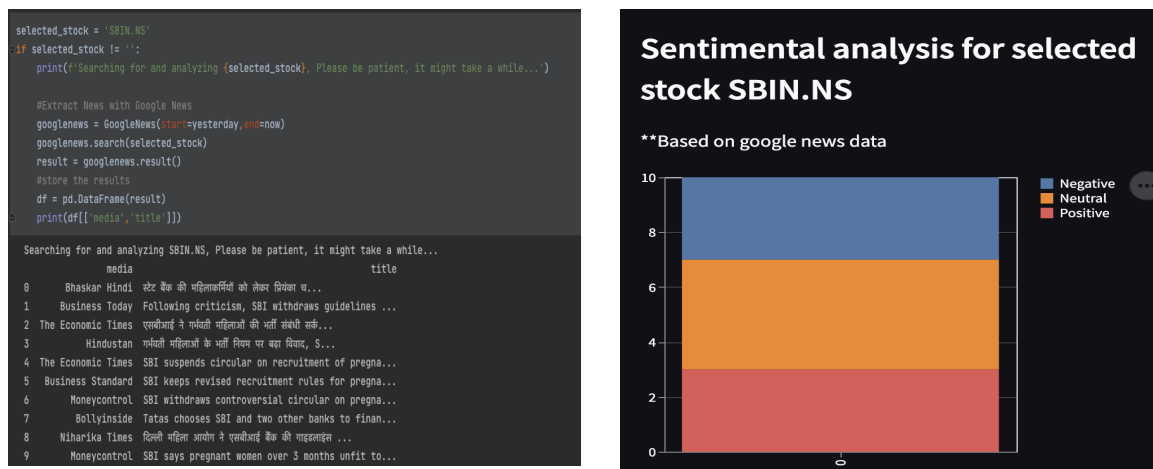 selected_stock = 'SBIN.NS'
if selected_stock != '':
print(f'Searching for and analyzing {selected_stock}, Please be patient, it might take a while...')
#Extract News with Google News
googlenews = GoogleNews(start=yesterday,end=now)
googlenews.search(selected_stock)
result = googlenews.result()
#store the results
df = pd.DataFrame(result)
print(df[['media','title']])
Searching for and analyzing SBIN.NS, Please be patient, it might take a while...
media title
0 Bhaskar Hindi स्टेट बैंक की महिलाकर्मियों को लेकर प्रियंका च...
1 Business Today Following criticism, SBI withdraws guidelines ...
2 The Economic Times एसबीआई ने गर्भवती महिलाओं की भर्ती संबंधी सर्क...
3 Hindustan गर्भवती महिलाओं के भर्ती नियम पर बढ़ा विवाद, S...
4 The Economic Times SBI suspends circular on recruitment of pregna...
5 Business Standard SBI keeps revised recruitment rules for pregna...
6 Moneycontrol SBI withdraws controversial circular on pregna...
7 Bollyinside Tatas chooses SBI and two other banks to finan...
8 Niharika Times दिल्ली महिला आयोग ने एसबीआई बैंक की गाइडलाइंस ...
9 Moneycontrol SBI says pregnant women over 3 months unfit to...
Sentimental analysis for selected
stock SBIN.NS
**Based on google news data
10
8
6
4
2
0
0
Negative
Neutral
Positive